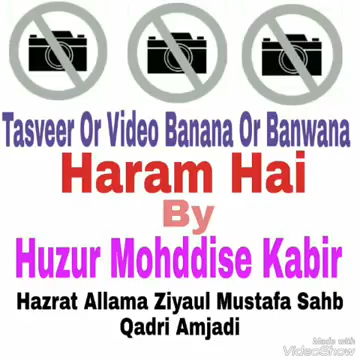 Tasveer Or Video Banana Or Banwana
Haram Hai
By
Huzur Mohddise Kabir
Hazrat Allama Ziyaul Mustafa Sahb
Qadri Amjadi
Made with
VideoShow